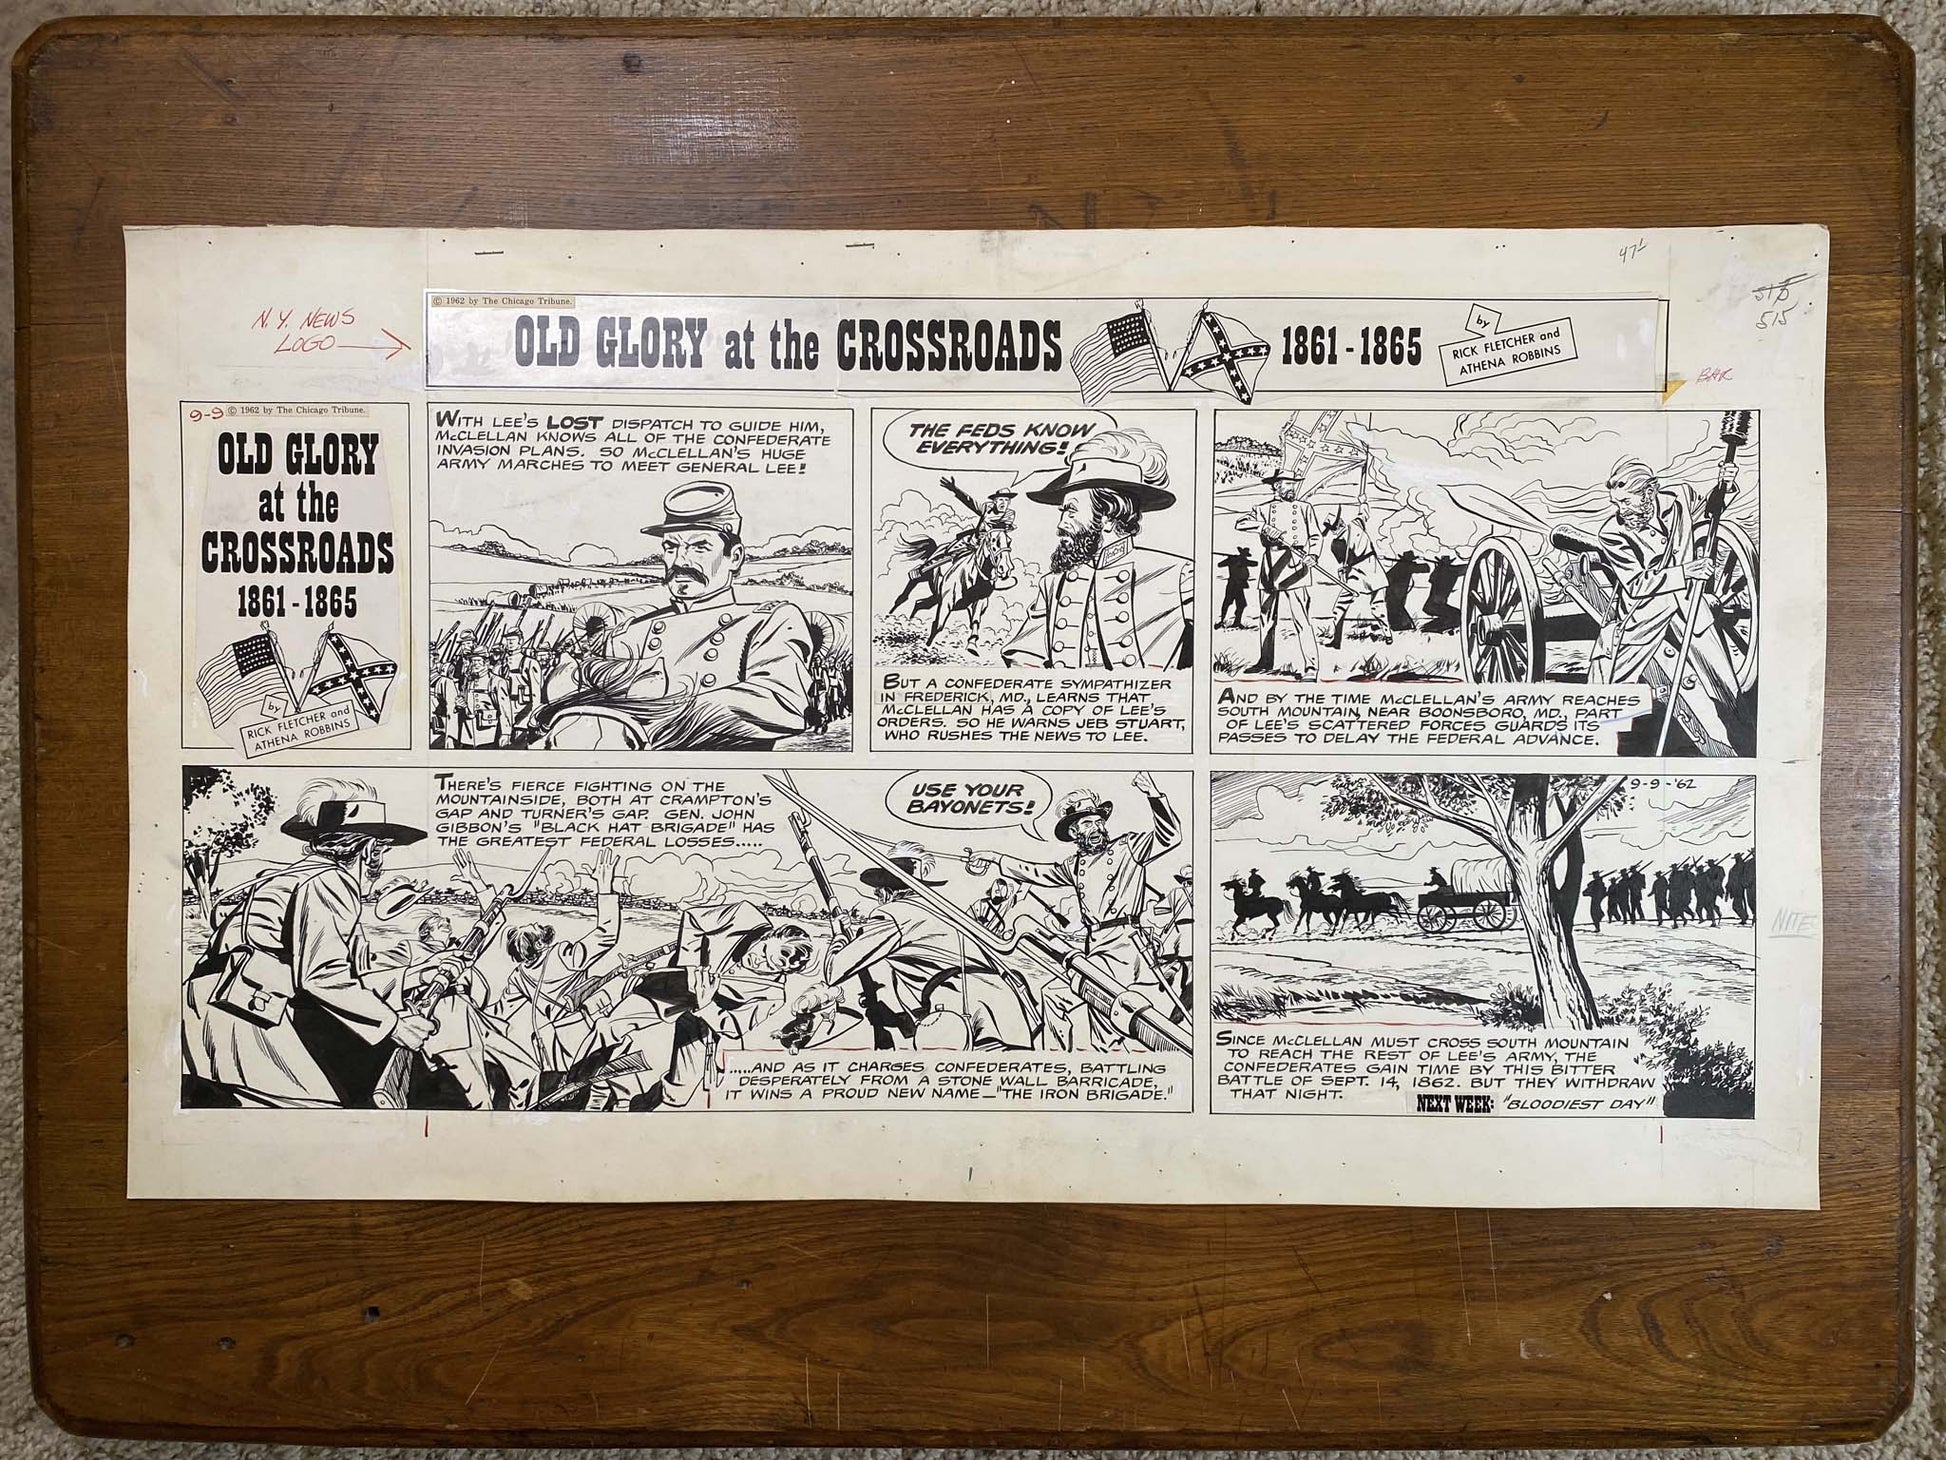 47½
515
515
N.Y. NEWS
LOGO
© 1962 by The Chicago Tribune.
OLD GLORY at the CROSSROADS 1861-1865
by
RICK FLETCHER and
ATHENA ROBBINS
9-9 © 1962 by The Chicago Tribune.
OLD GLORY
at the
CROSSROADS
1861-1865
by
RICK FLETCHER and
ATHENA ROBBINS
WITH LEE'S LOST DISPATCH TO GUIDE HIM,
McCLELLAN KNOWS ALL OF THE CONFEDERATE
INVASION PLANS. SO McCLELLAN'S HUGE
ARMY MARCHES TO MEET GENERAL LEE!
THE FEDS KNOW
EVERYTHING!
BUT A CONFEDERATE SYMPATHIZER
IN FREDERICK, MD., LEARNS THAT
McCLELLAN HAS A COPY OF LEE'S
ORDERS. SO HE WARNS JEB STUART,
WHO RUSHES THE NEWS TO LEE.
AND BY THE TIME McCLELLAN'S ARMY REACHES
SOUTH MOUNTAIN, NEAR BOONSBORO, MD., PART
OF LEE'S SCATTERED FORCES GUARDS ITS
PASSES TO DELAY THE FEDERAL ADVANCE.
THERE'S FIERCE FIGHTING ON THE
MOUNTAINSIDE, BOTH AT CRAMPTON'S
GAP AND TURNER'S GAP. GEN. JOHN
GIBBON'S "BLACK HAT BRIGADE" HAS
THE GREATEST FEDERAL LOSSES.....
USE YOUR
BAYONETS!
.....AND AS IT CHARGES CONFEDERATES, BATTLING
DESPERATELY FROM A STONE WALL BARRICADE,
IT WINS A PROUD NEW NAME—"THE IRON BRIGADE."
9-9-'62
NITE
SINCE McCLELLAN MUST CROSS SOUTH MOUNTAIN
TO REACH THE REST OF LEE'S ARMY, THE
CONFEDERATES GAIN TIME BY THIS BITTER
BATTLE OF SEPT. 14, 1862. BUT THEY WITHDRAW
THAT NIGHT.
NEXT WEEK: "BLOODIEST DAY"